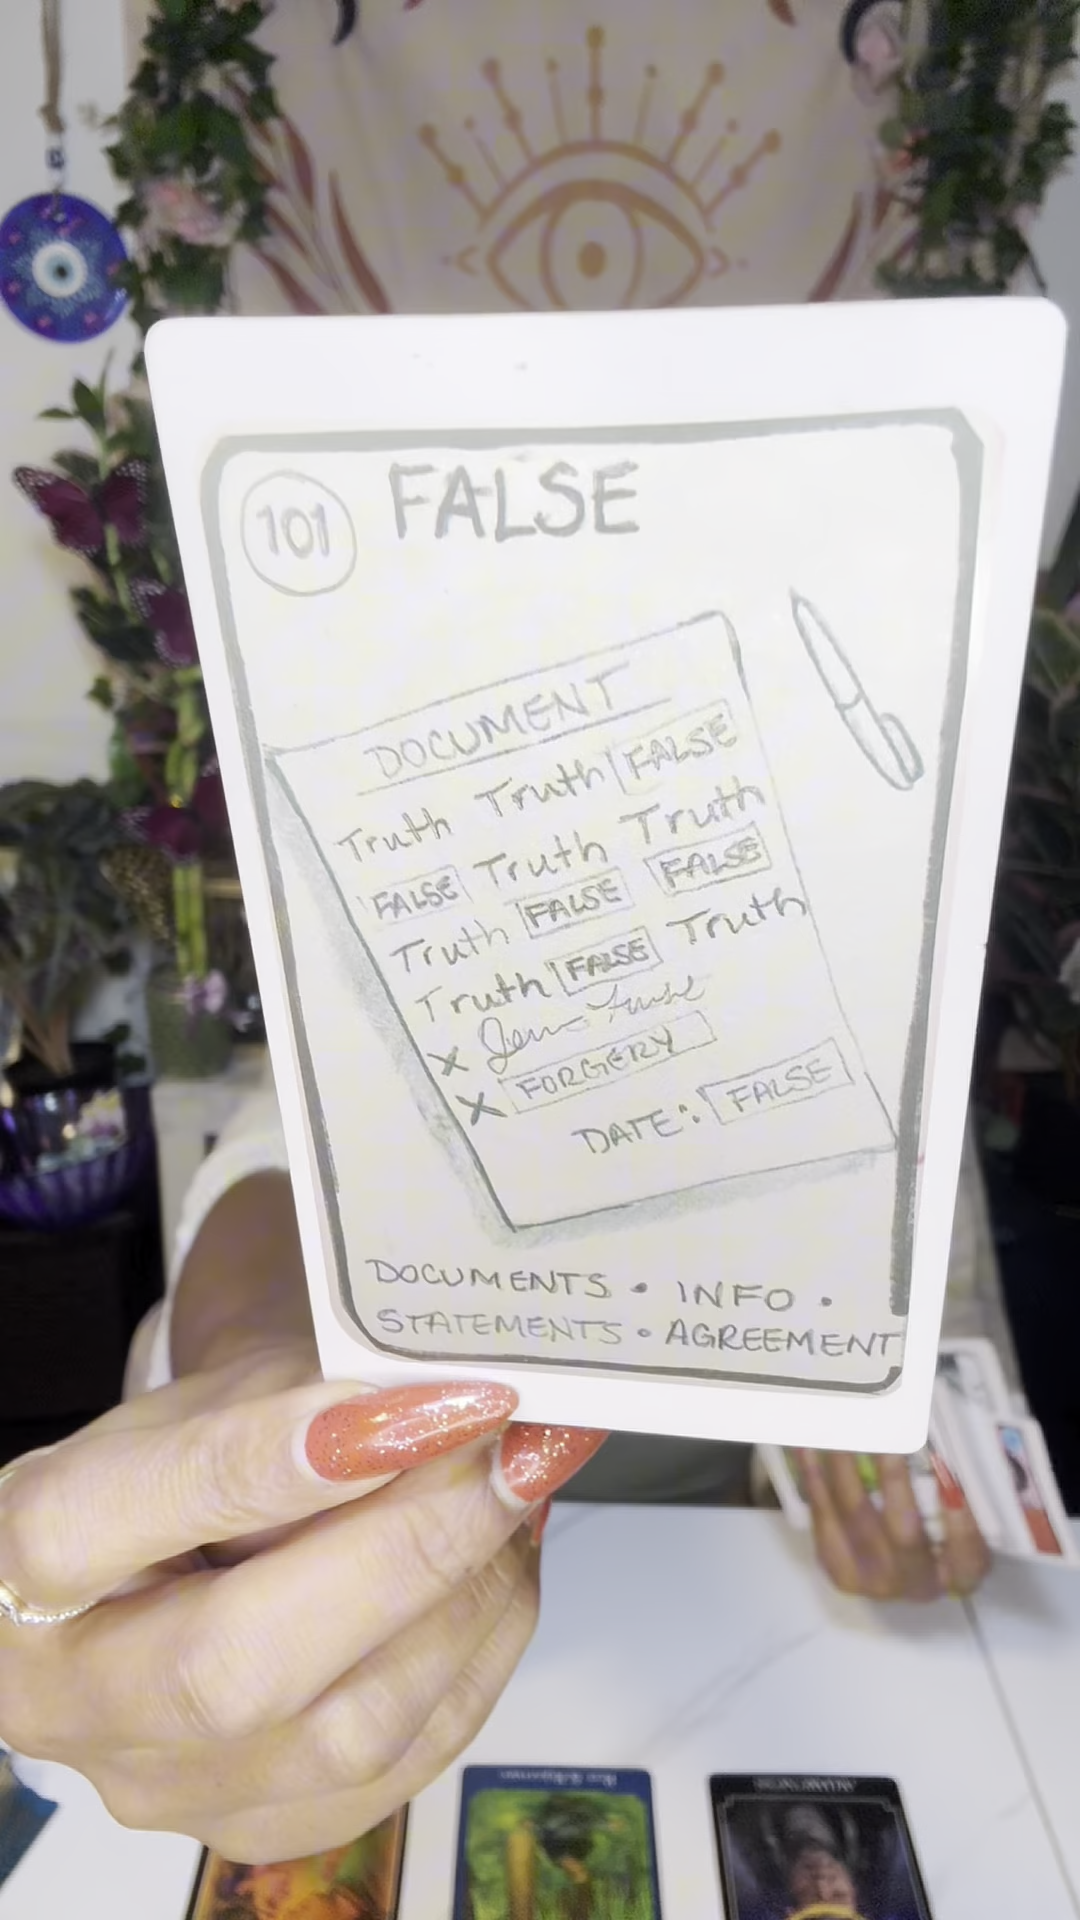 101 FALSE
DOCUMENT
Truth Truth FALSE
FALSE Truth Truth
Truth FALSE FALSE
Truth FALSE Truth
X
X FORGERY
DATE: FALSE
DOCUMENTS • INFO •
STATEMENTS • AGREEMENT